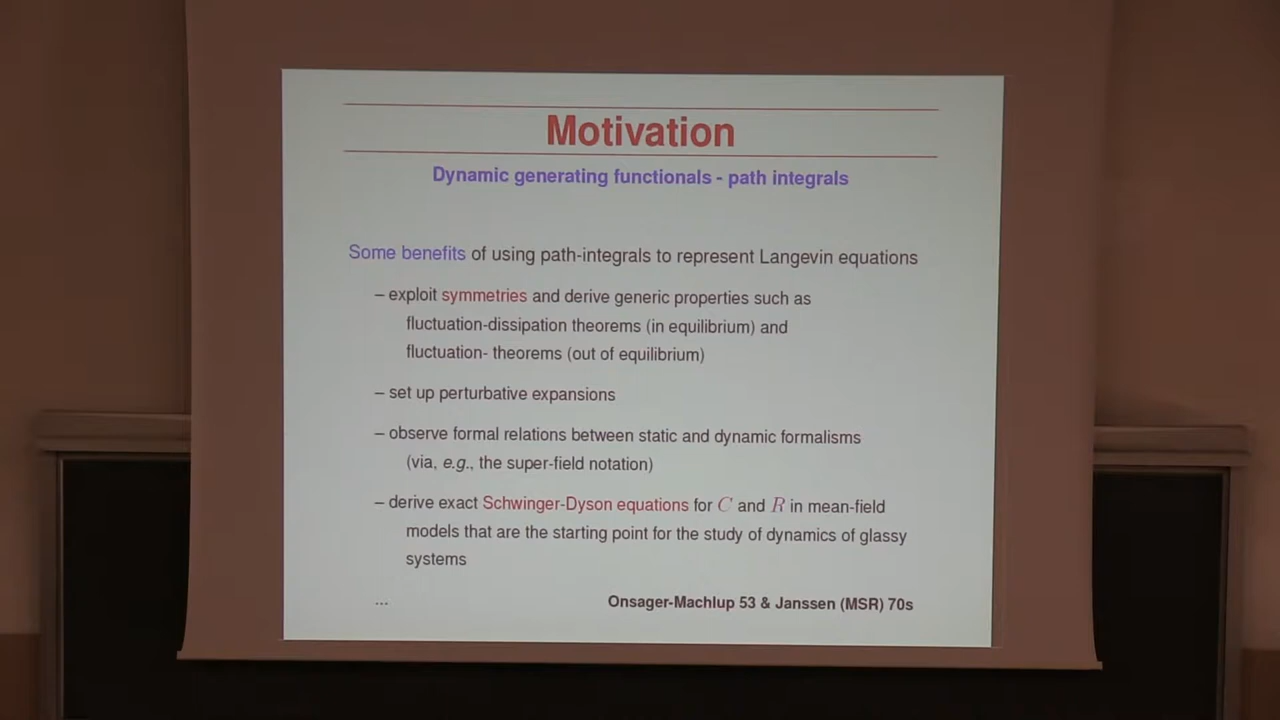 Motivation
Dynamic generating functionals - path integrals
Some benefits of using path-integrals to represent Langevin equations
– exploit symmetries and derive generic properties such as
fluctuation-dissipation theorems (in equilibrium) and
fluctuation- theorems (out of equilibrium)
– set up perturbative expansions
– observe formal relations between static and dynamic formalisms
(via, e.g., the super-field notation)
– derive exact Schwinger-Dyson equations for C and R in mean-field
models that are the starting point for the study of dynamics of glassy
systems
... Onsager-Machlup 53 & Janssen (MSR) 70s